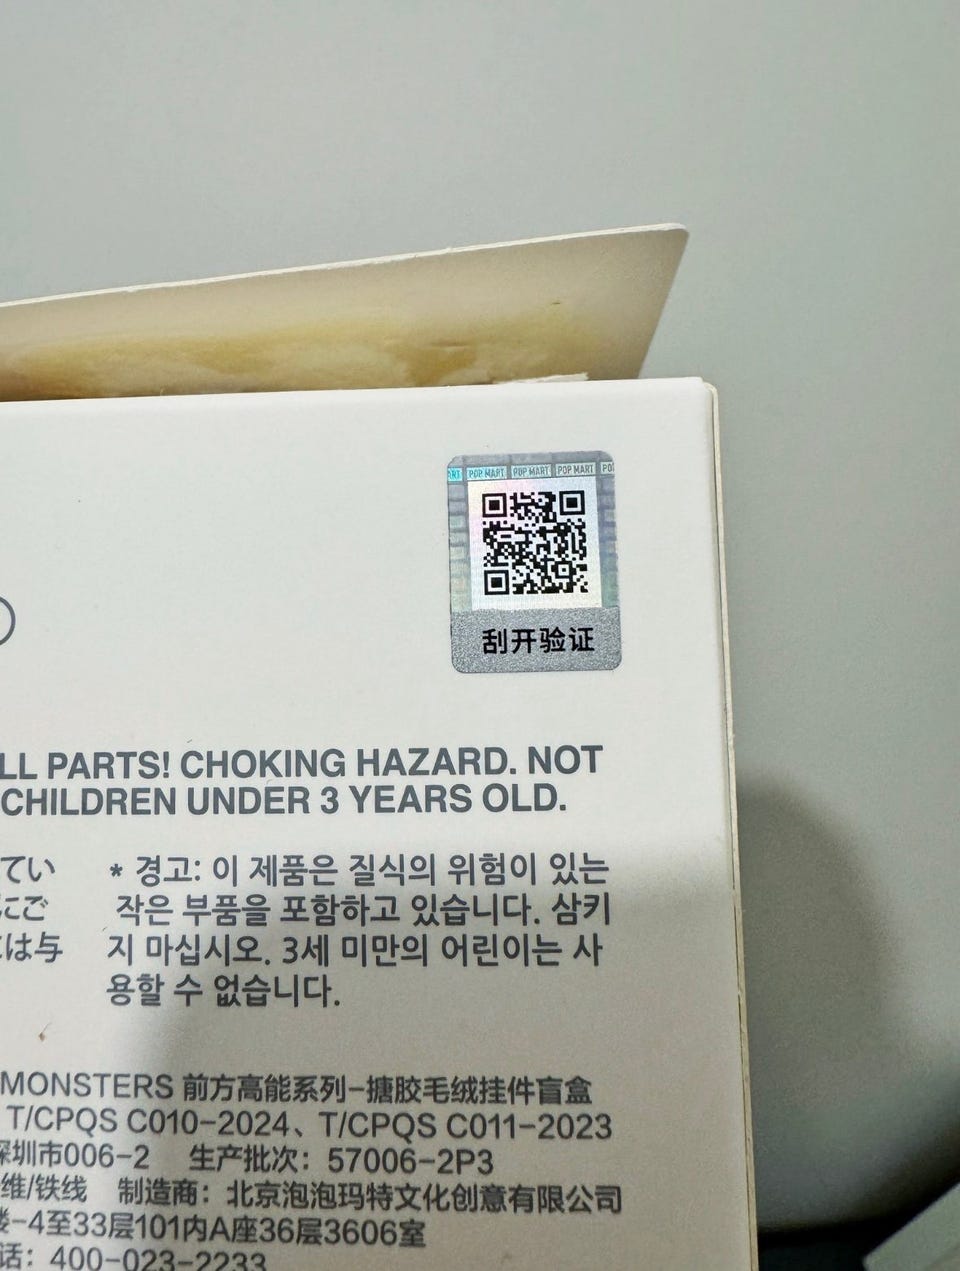 ART POP MART POP MART POP MART PO
刮开验证
LL PARTS! CHOKING HAZARD. NOT
CHILDREN UNDER 3 YEARS OLD.
てい
にご
は与
* 경고: 이 제품은 질식의 위험이 있는
작은 부품을 포함하고 있습니다. 삼키
지 마십시오. 3세 미만의 어린이는 사
용할 수 없습니다.
MONSTERS 前方高能系列-搪胶毛绒挂件盲盒
T/CPQS C010-2024、T/CPQS C011-2023
深圳市006-2 生产批次：57006-2P3
维/铁线 制造商：北京泡泡玛特文化创意有限公司
楼-4至33层101内A座36层3606室
话：400-023-2233